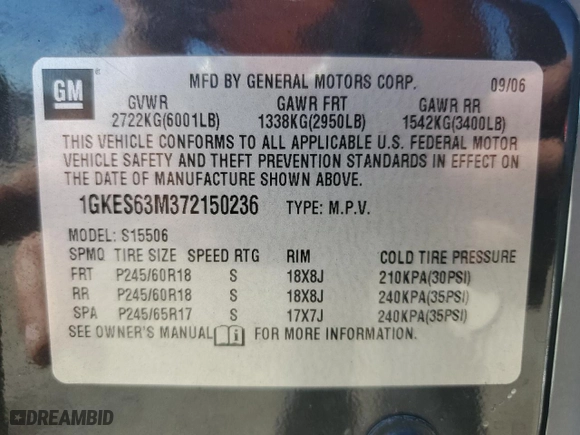 GM ® MFD BY GENERAL MOTORS CORP. 09/06
GVWR GAWR FRT GAWR RR
2722KG(6001LB) 1338KG(2950LB) 1542KG(3400LB)
THIS VEHICLE CONFORMS TO ALL APPLICABLE U.S. FEDERAL MOTOR
VEHICLE SAFETY AND THEFT PREVENTION STANDARDS IN EFFECT ON
THE DATE OF MANUFACTURE SHOWN ABOVE.
1GKES63M372150236 TYPE: M.P.V.
MODEL: S15506
SPMO TIRE SIZE SPEED RTG RIM COLD TIRE PRESSURE
FRT P245/60R18 S 18X8J 210KPA(30PSI)
RR P245/60R18 S 18X8J 240KPA(35PSI)
SPA P245/65R17 S 17X7J 240KPA(35PSI)
SEE OWNER'S MANUAL FOR MORE INFORMATION.
DREAMBID